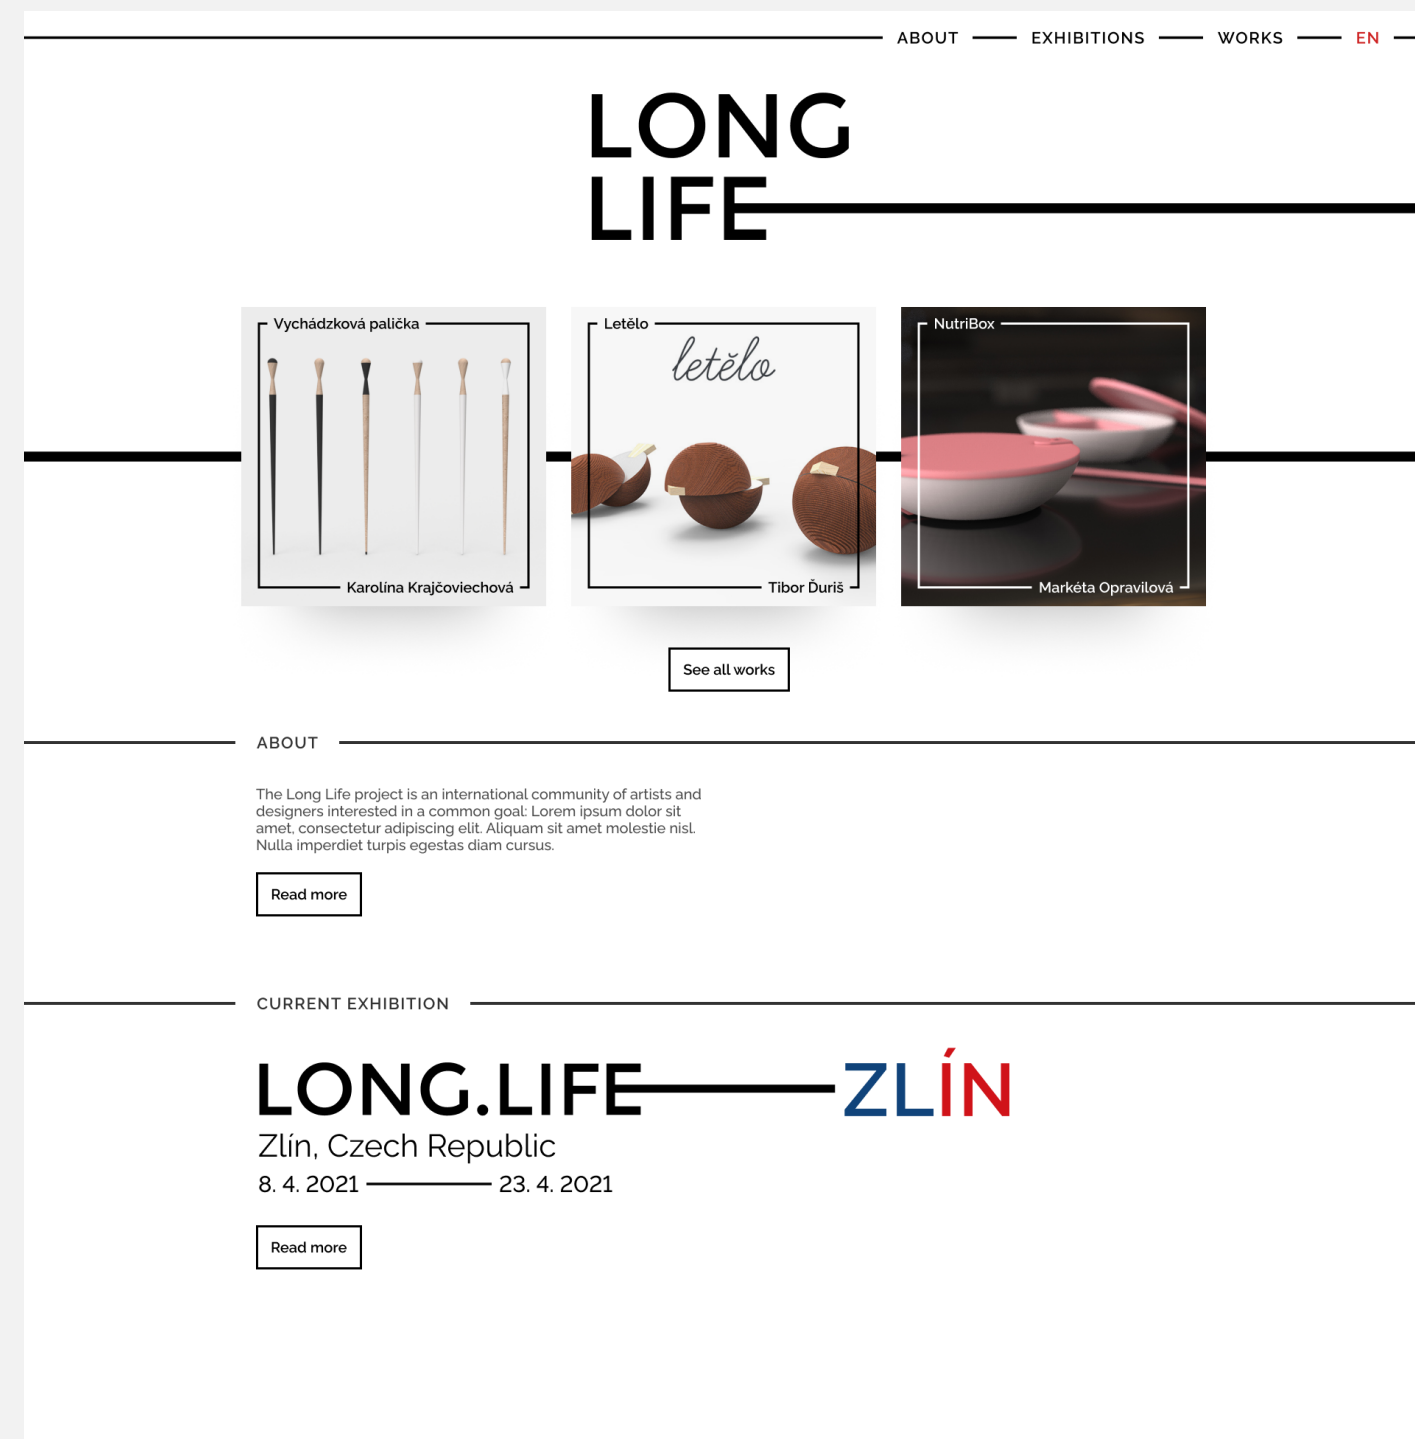 ABOUT EXHIBITIONS WORKS EN
LONG
LIFE
Vychádzková palička
Karolína Krajčoviechová
Letělo
letělo
Tibor Ďuriš
NutriBox
Markéta Opravilová
See all works
ABOUT
The Long Life project is an international community of artists and
designers interested in a common goal: Lorem ipsum dolor sit
amet, consectetur adipiscing elit. Aliquam sit amet molestie nisl.
Nulla imperdiet turpis egestas diam cursus.
Read more
CURRENT EXHIBITION
LONG.LIFE ZLÍN
Zlín, Czech Republic
8. 4. 2021 23. 4. 2021
Read more